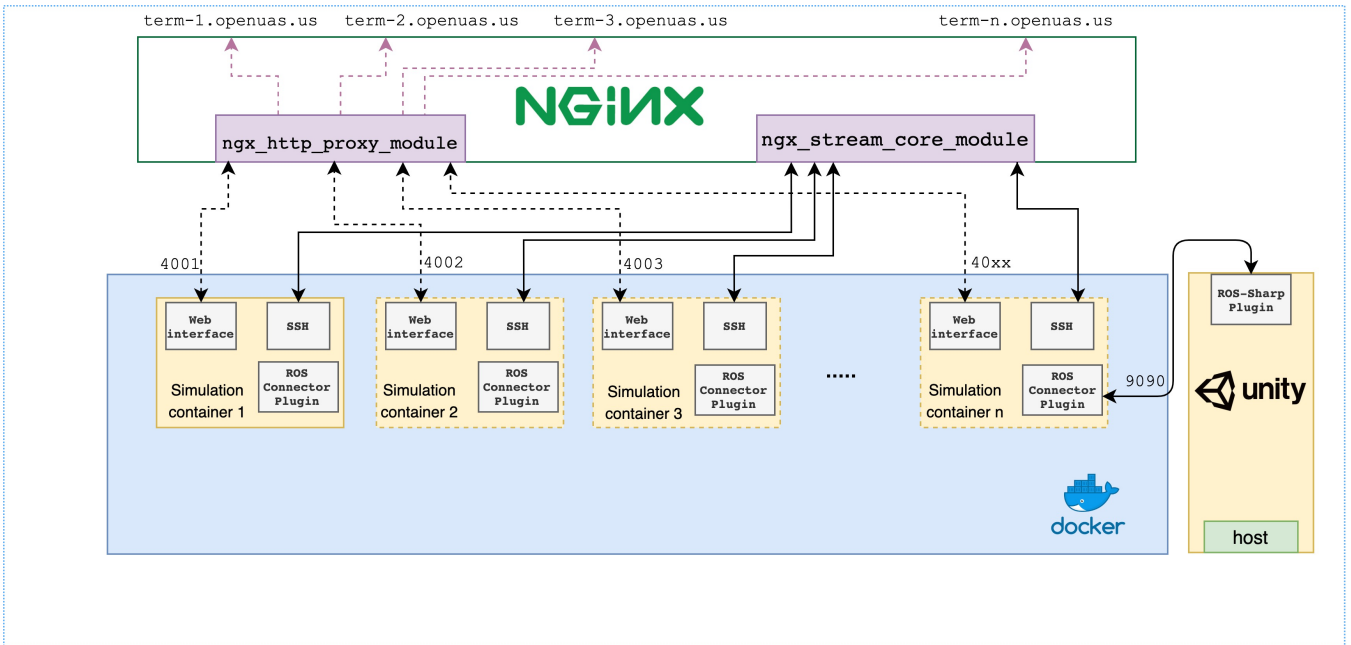 term-1.openuas.us
term-2.openuas.us
term-3.openuas.us
term-n.openuas.us
NGiNX
ngx_http_proxy_module
ngx_stream_core_module
4001
4002
4003
40xx
Web
interface
SSH
ROS
Connector
Plugin
Simulation
container 1
Web
interface
SSH
ROS
Connector
Plugin
Simulation
container 2
Web
interface
SSH
ROS
Connector
Plugin
Simulation
container 3
.....
Web
interface
SSH
ROS
Connector
Plugin
Simulation
container n
9090
ROS-Sharp
Plugin
unity
docker
host